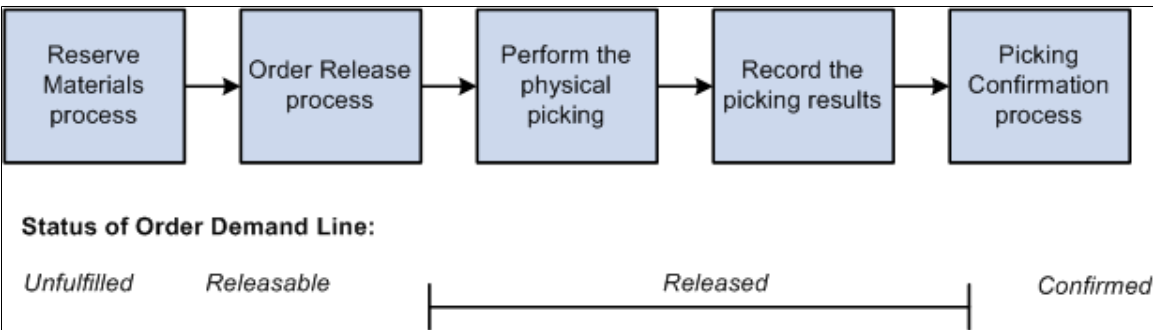 Reserve
Materials
process
Order Release
process
Perform the
physical
picking
Record the
picking results
Picking
Confirmation
process
Status of Order Demand Line:
Unfulfilled
Releasable
Released
Confirmed